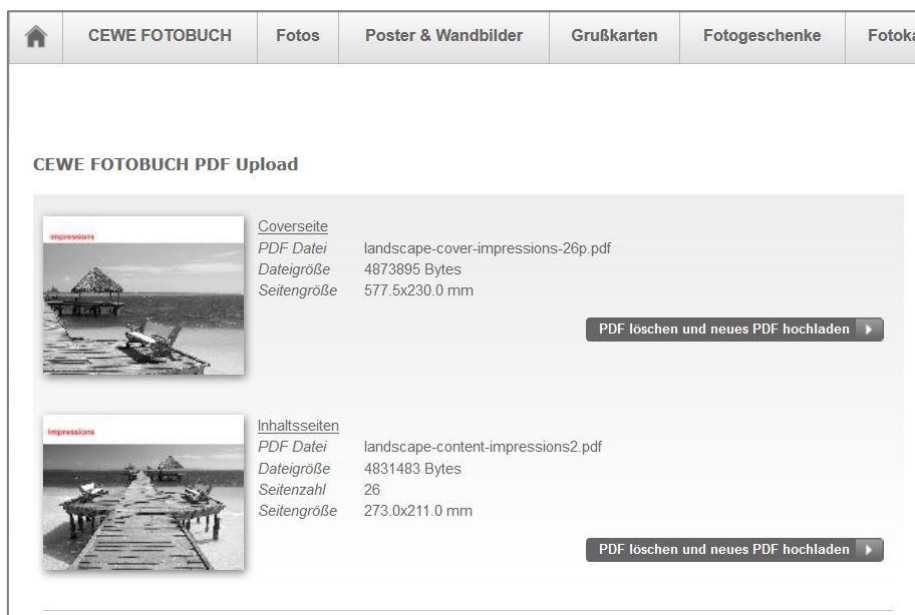 CEWE FOTOBUCH
Fotos
Poster & Wandbilder
Grußkarten
Fotogeschenke
Fotoka
CEWE FOTOBUCH PDF Upload
impressions
Coverseite
PDF Datei landscape-cover-impressions-26p.pdf
Dateigröße 4873895 Bytes
Seitengröße 577.5x230.0 mm
PDF löschen und neues PDF hochladen
impressions
Inhaltsseiten
PDF Datei landscape-content-impressions2.pdf
Dateigröße 4831483 Bytes
Seitenzahl 26
Seitengröße 273.0x211.0 mm
PDF löschen und neues PDF hochladen